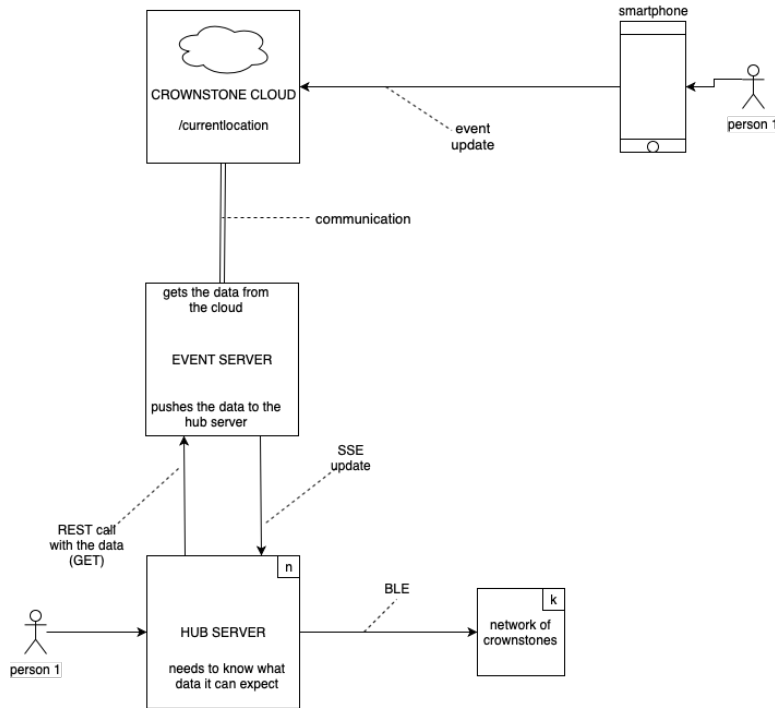 smartphone
CROWNSTONE CLOUD
/currentlocation
person 1
event
update
communication
gets the data from
the cloud
EVENT SERVER
pushes the data to the
hub server
SSE
update
REST call
with the data
(GET)
n
BLE
k
network of
crownstones
HUB SERVER
person 1
needs to know what
data it can expect